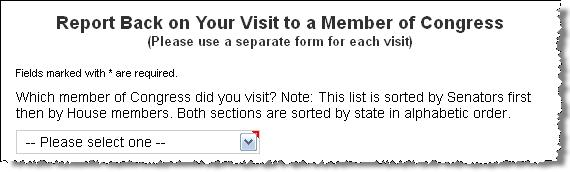 Report Back on Your Visit to a Member of Congress
(Please use a separate form for each visit)
Fields marked with * are required.
Which member of Congress did you visit? Note: This list is sorted by Senators first
then by House members. Both sections are sorted by state in alphabetic order.
-- Please select one --